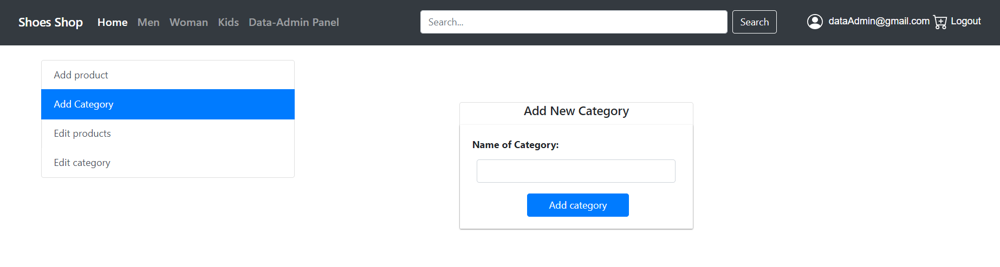 Shoes Shop Home Men Woman Kids Data-Admin Panel Search... Search dataAdmin@gmail.com Logout
Add product
Add Category
Edit products
Edit category
Add New Category
Name of Category:
Add category